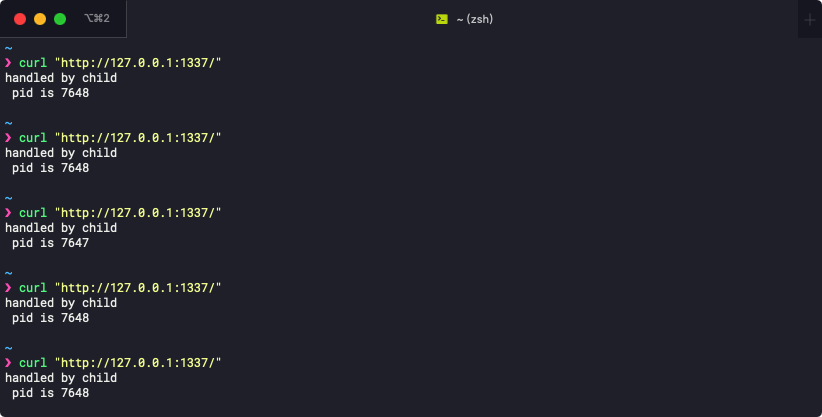 ⌥⌘2
~ (zsh)
~
❯ curl "http://127.0.0.1:1337/"
handled by child
 pid is 7648
~
❯ curl "http://127.0.0.1:1337/"
handled by child
 pid is 7648
~
❯ curl "http://127.0.0.1:1337/"
handled by child
 pid is 7647
~
❯ curl "http://127.0.0.1:1337/"
handled by child
 pid is 7648
~
❯ curl "http://127.0.0.1:1337/"
handled by child
 pid is 7648